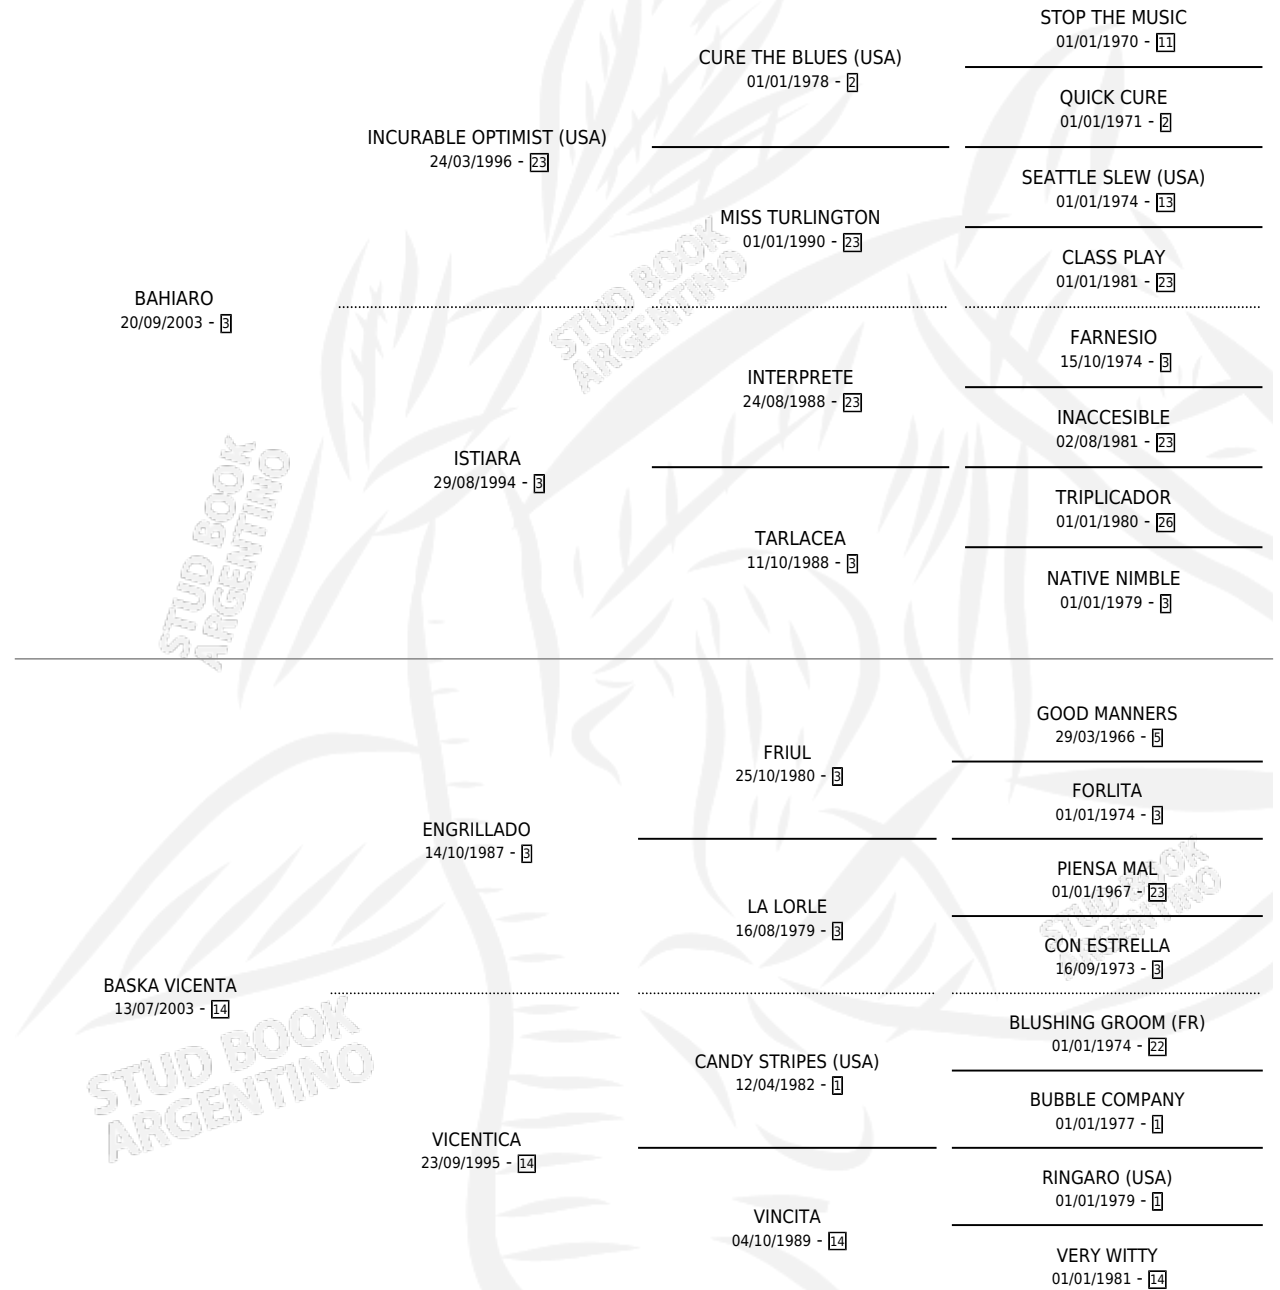 STOP THE MUSIC
01/01/1970 - 11
CURE THE BLUES (USA)
01/01/1978 - 2
QUICK CURE
01/01/1971 - 2
INCURABLE OPTIMIST (USA)
24/03/1996 - 23
SEATTLE SLEW (USA)
01/01/1974 - 13
MISS TURLINGTON
01/01/1990 - 23
CLASS PLAY
01/01/1981 - 23
BAHIARO
20/09/2003 - 3
FARNESIO
15/10/1974 - 3
INTERPRETE
24/08/1988 - 23
INACCESIBLE
02/08/1981 - 23
ISTIARA
29/08/1994 - 3
TRIPLICADOR
01/01/1980 - 26
TARLACEA
11/10/1988 - 3
NATIVE NIMBLE
01/01/1979 - 3
GOOD MANNERS
29/03/1966 - 5
FRIUL
25/10/1980 - 3
FORLITA
01/01/1974 - 3
ENGRILLADO
14/10/1987 - 3
PIENSA MAL
01/01/1967 - 23
LA LORLE
16/08/1979 - 3
CON ESTRELLA
16/09/1973 - 3
BASKA VICENTA
13/07/2003 - 14
BLUSHING GROOM (FR)
01/01/1974 - 22
CANDY STRIPES (USA)
12/04/1982 - 1
BUBBLE COMPANY
01/01/1977 - 1
VICENTICA
23/09/1995 - 14
RINGARO (USA)
01/01/1979 - 1
VINCITA
04/10/1989 - 14
VERY WITTY
01/01/1981 - 14
STUD BOOK
ARGENTINO
STUD BOOK
ARGENTINO
STUD BOOK
ARGENTINO
STUD BOOK
ARGENTINO